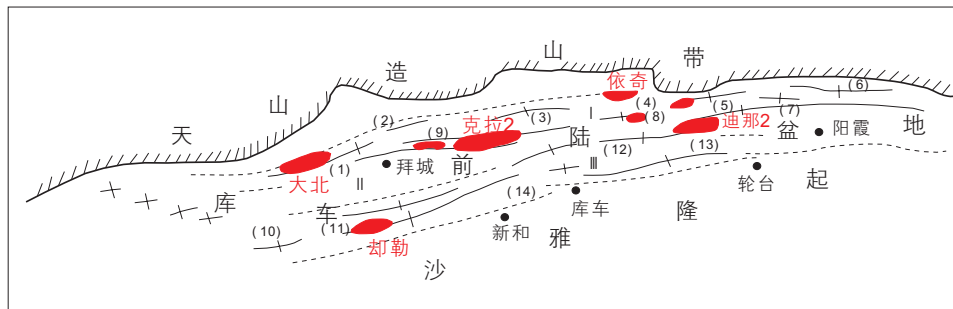 天山造山带
依奇
(6)
(4)
(5)
(7)
I
(2)
(3)
(8)
迪那2
克拉2
(9)
阳霞
库车前陆盆地
(12)
(13)
拜城
III
(1)
大北
II
轮台
(14)
库车
(11)
(10)
新和
却勒
沙雅隆起